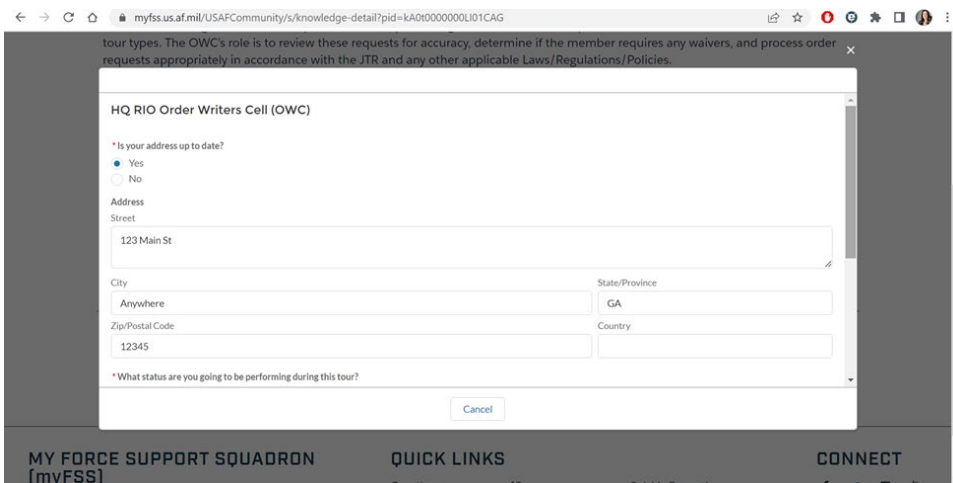 myfss.us.af.mil/USAFCommunity/s/knowledge-detail?pid=kA0t0000000LI01CAG
tour types. The OWC's role is to review these requests for accuracy, determine if the member requires any waivers, and process order
requests appropriately in accordance with the JTR and any other applicable Laws/Regulations/Policies.
HQ RIO Order Writers Cell (OWC)
* Is your address up to date?
Yes
No
Address
Street
123 Main St
City State/Province
Anywhere GA
Zip/Postal Code Country
12345
* What status are you going to be performing during this tour?
Cancel
MY FORCE SUPPORT SQUADRON QUICK LINKS CONNECT
[myFSS]